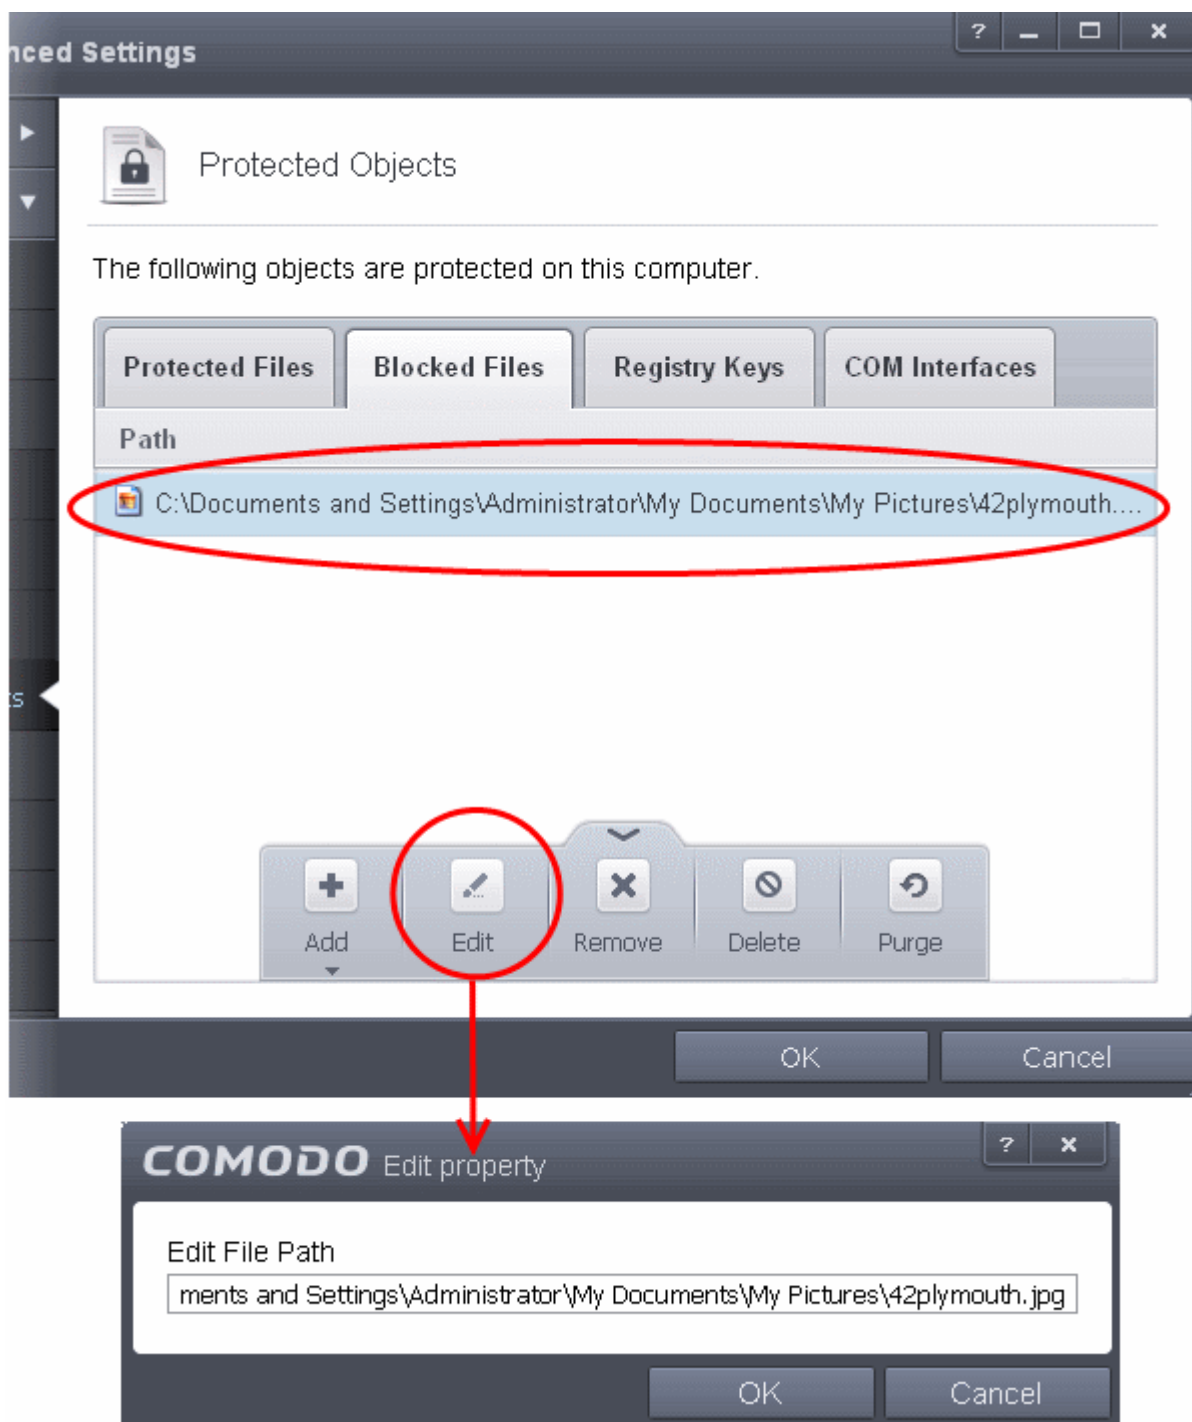 nced Settings
?
Protected Objects
The following objects are protected on this computer.
Protected Files Blocked Files Registry Keys COM Interfaces
Path
C:\Documents and Settings\Administrator\My Documents\My Pictures\42plymouth....
ts
Add Edit Remove Delete Purge
OK Cancel
COMODO Edit property ?
Edit File Path
ments and Settings\Administrator\My Documents\My Pictures\42plymouth.jpg
OK Cancel